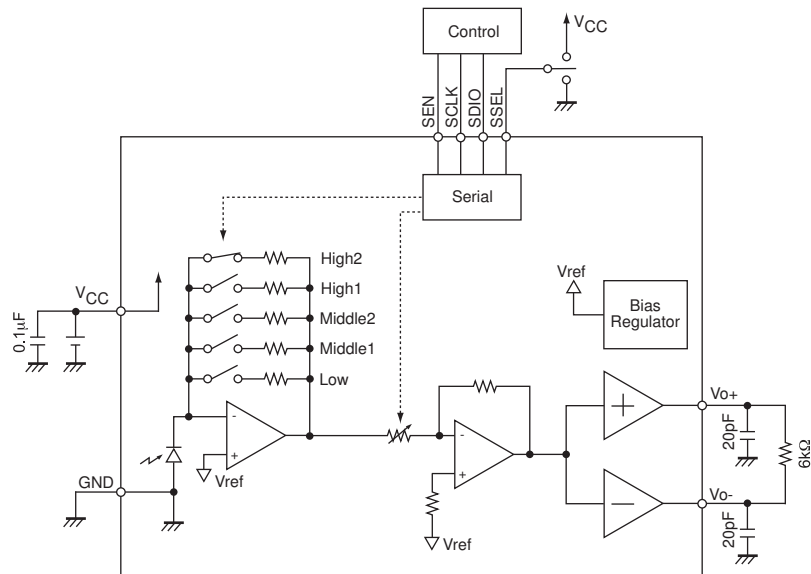 Control
VCC
SEN
SCLK
SDIO
SSEL
Serial
High2
High1
Middle2
Middle1
Low
VCC
0.1μF
Vref
Bias
Regulator
-
+
Vref
GND
-
+
Vref
Vo+
20pF
6kΩ
Vo-
20pF